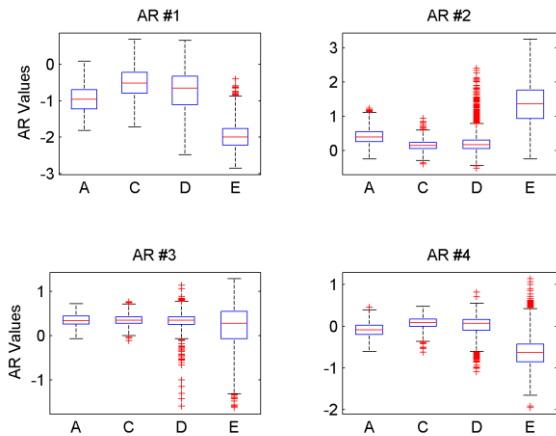 AR #1
AR #2
AR Values
0
-1
-2
-3
A C D E
3
2
1
0
A C D E
AR #3
AR #4
AR Values
1
0
-1
A C D E
1
0
-1
-2
A C D E